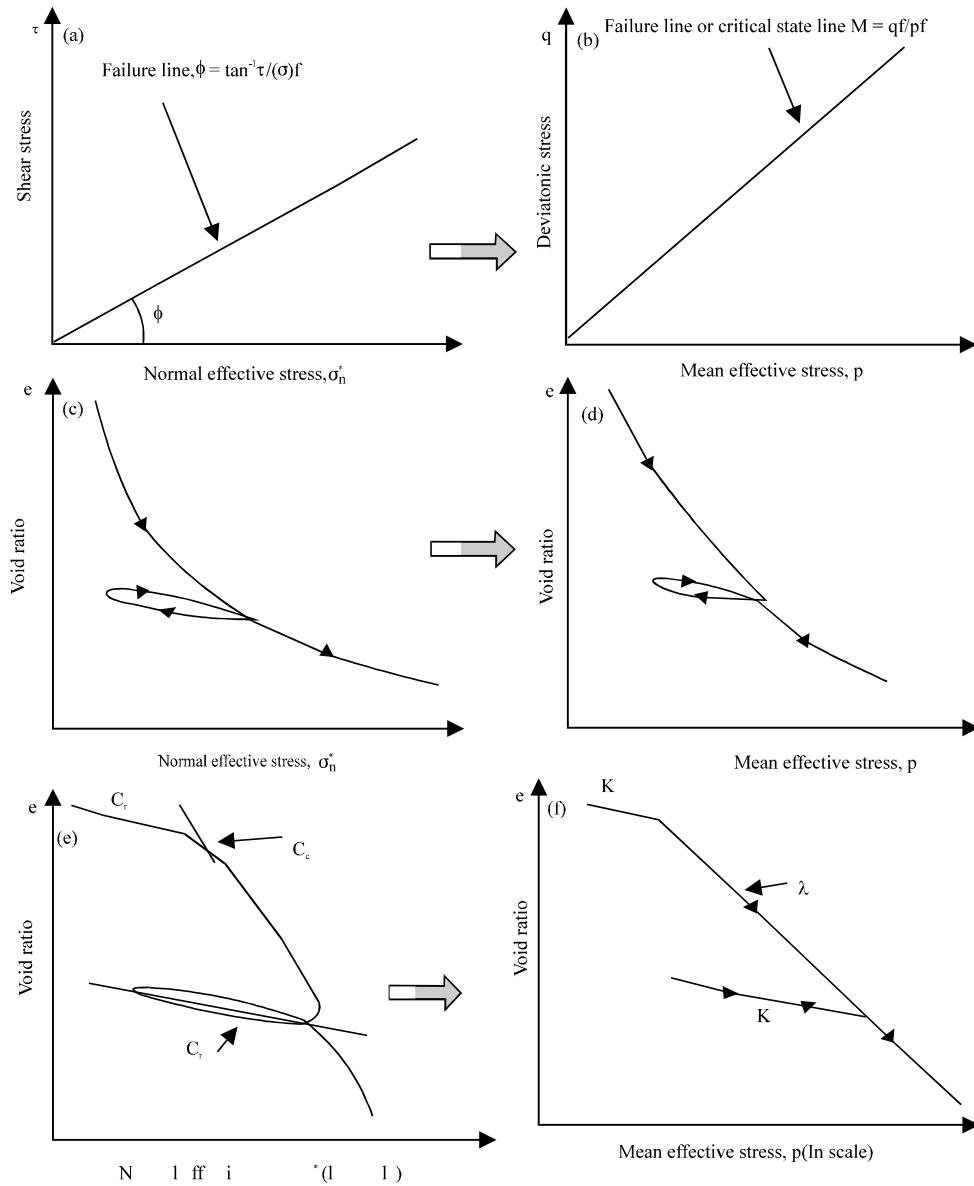 τ
(a)
Failure line, ϕ = tan⁻¹τ/(σ)f
Shear stress
ϕ
Normal effective stress, σₙ*
q
(b)
Failure line or critical state line M = qf/pf
Deviatonic stress
Mean effective stress, p
e
(c)
Void ratio
Normal effective stress, σₙ*
e
(d)
Void ratio
Mean effective stress, p
e
(e)
Cᵣ
C꜀
Void ratio
Cᵣ
N l ff i *(l l )
e
(f)
K
λ
Void ratio
K
Mean effective stress, p(In scale)